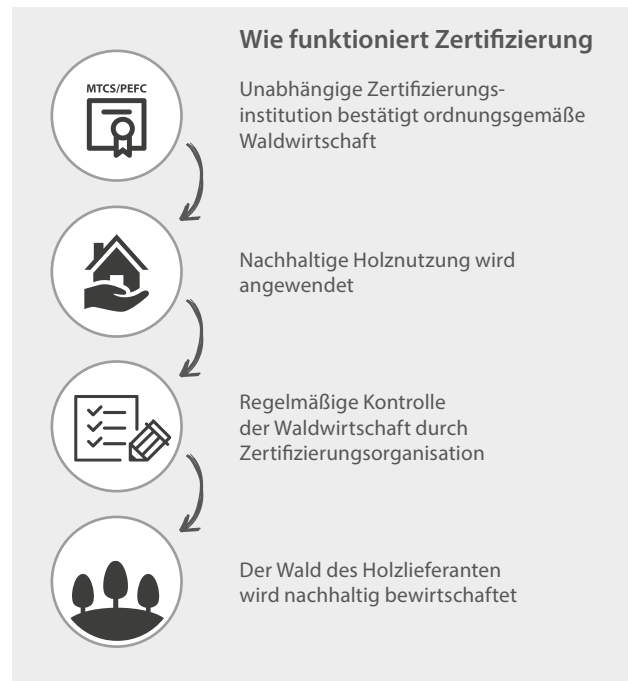 Wie funktioniert Zertifizierung
MTCS/PEFC
Unabhängige Zertifizierungs-
institution bestätigt ordnungsgemäße
Waldwirtschaft
Nachhaltige Holznutzung wird
angewendet
Regelmäßige Kontrolle
der Waldwirtschaft durch
Zertifizierungsorganisation
Der Wald des Holzlieferanten
wird nachhaltig bewirtschaftet